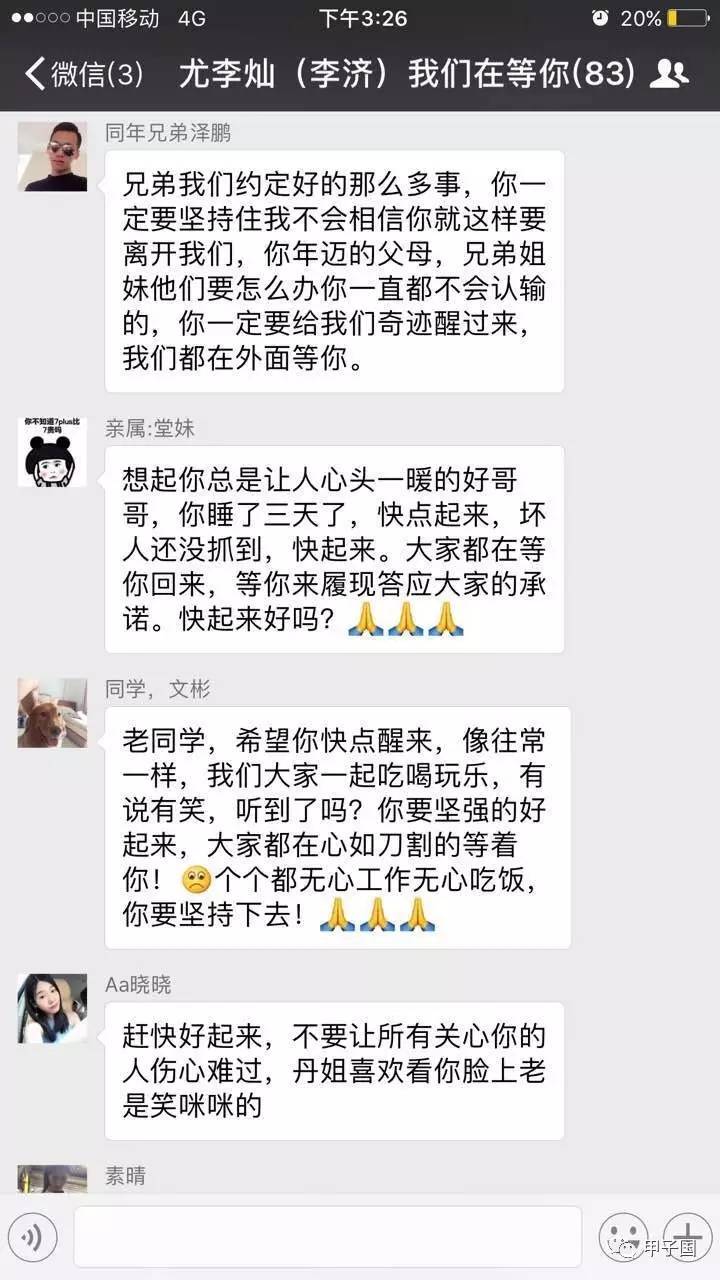 中国移动 4G 下午3:26 20%
微信(3) 尤李灿（李济）我们在等你(83)
同年兄弟泽鹏
兄弟我们约定好的那么多事，你一
定要坚持住我不会相信你就这样要
离开我们，你年迈的父母，兄弟姐
妹他们要怎么办你一直都不会认输
的，你一定要给我们奇迹醒过来，
我们都在外面等你。
你不知道7plus比
7贵吗
亲属:堂妹
想起你总是让人心头一暖的好哥
哥，你睡了三天了，快点起来，坏
人还没抓到，快起来。大家都在等
你回来，等你来履现答应大家的承
诺。快起来好吗？🙏🙏🙏
同学，文彬
老同学，希望你快点醒来，像往常
一样，我们大家一起吃喝玩乐，有
说有笑，听到了吗？你要坚强的好
起来，大家都在心如刀割的等着
你！🙁个个都无心工作无心吃饭，
你要坚持下去！🙏🙏🙏
Aa晓晓
赶快好起来，不要让所有关心你的
人伤心难过，丹姐喜欢看你脸上老
是笑咪咪的
素晴
甲子国